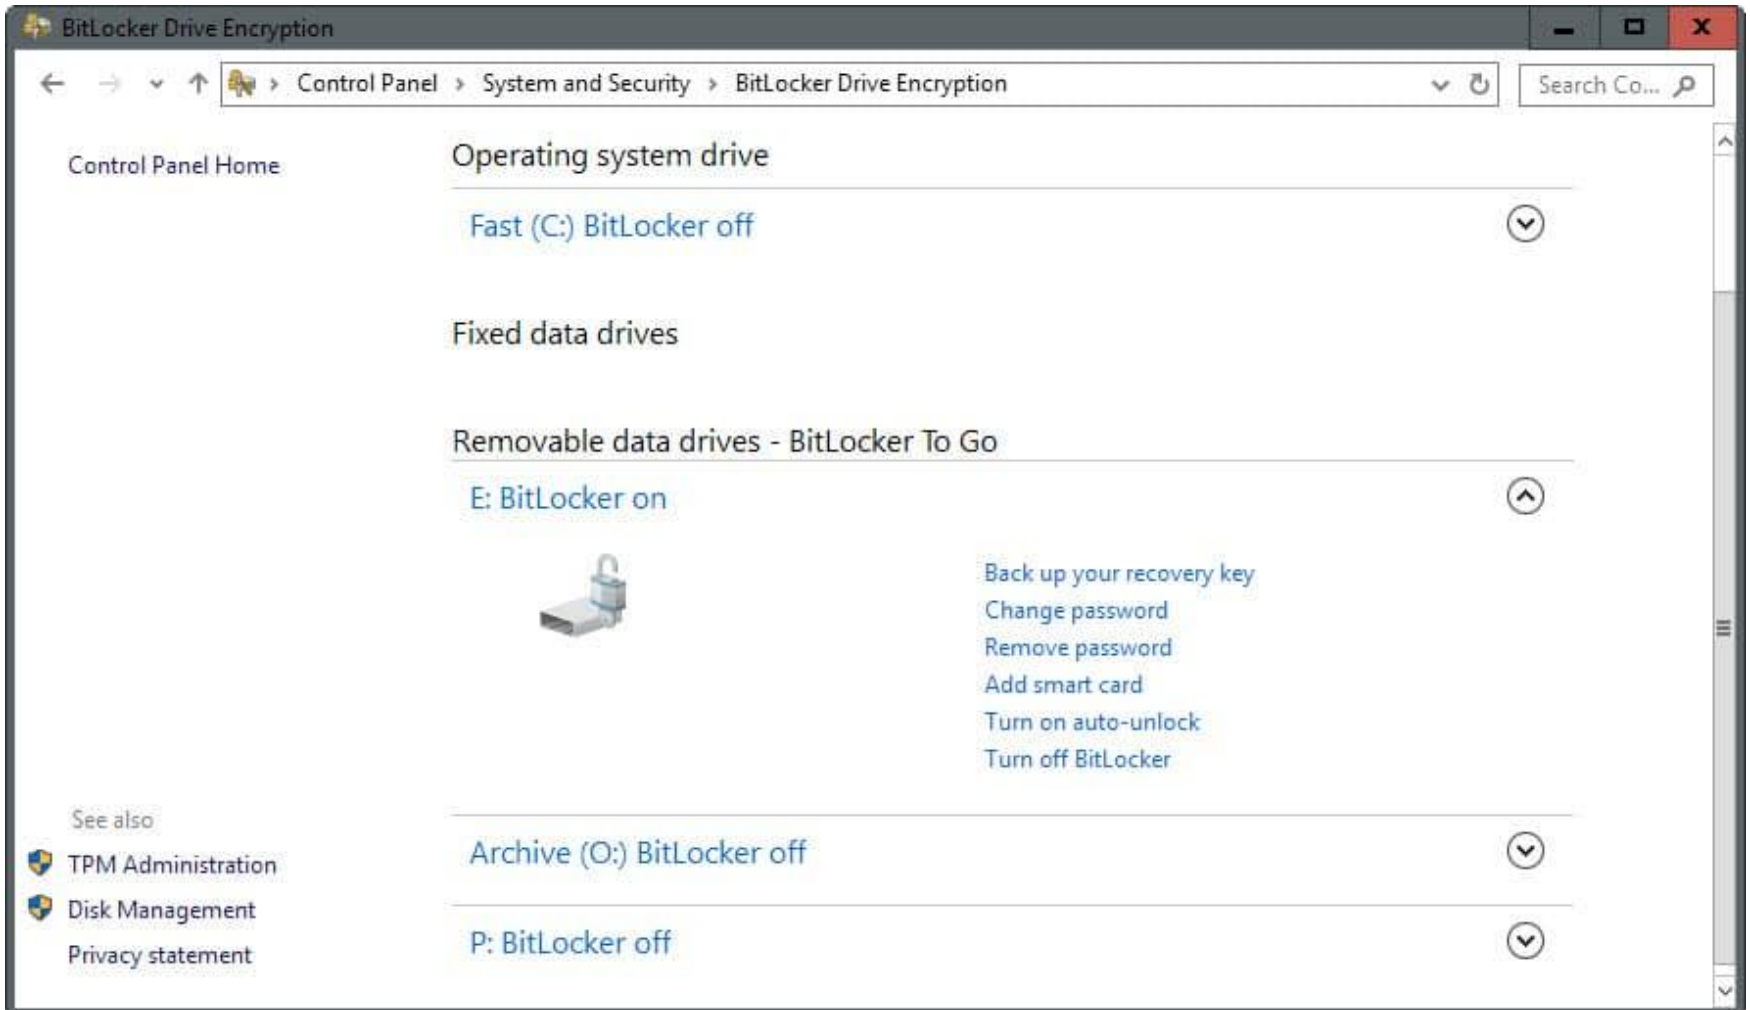 BitLocker Drive Encryption
Control Panel > System and Security > BitLocker Drive Encryption
Search Co...
Control Panel Home
Operating system drive
Fast (C:) BitLocker off
Fixed data drives
Removable data drives - BitLocker To Go
E: BitLocker on
Back up your recovery key
Change password
Remove password
Add smart card
Turn on auto-unlock
Turn off BitLocker
See also
TPM Administration
Disk Management
Privacy statement
Archive (O:) BitLocker off
P: BitLocker off